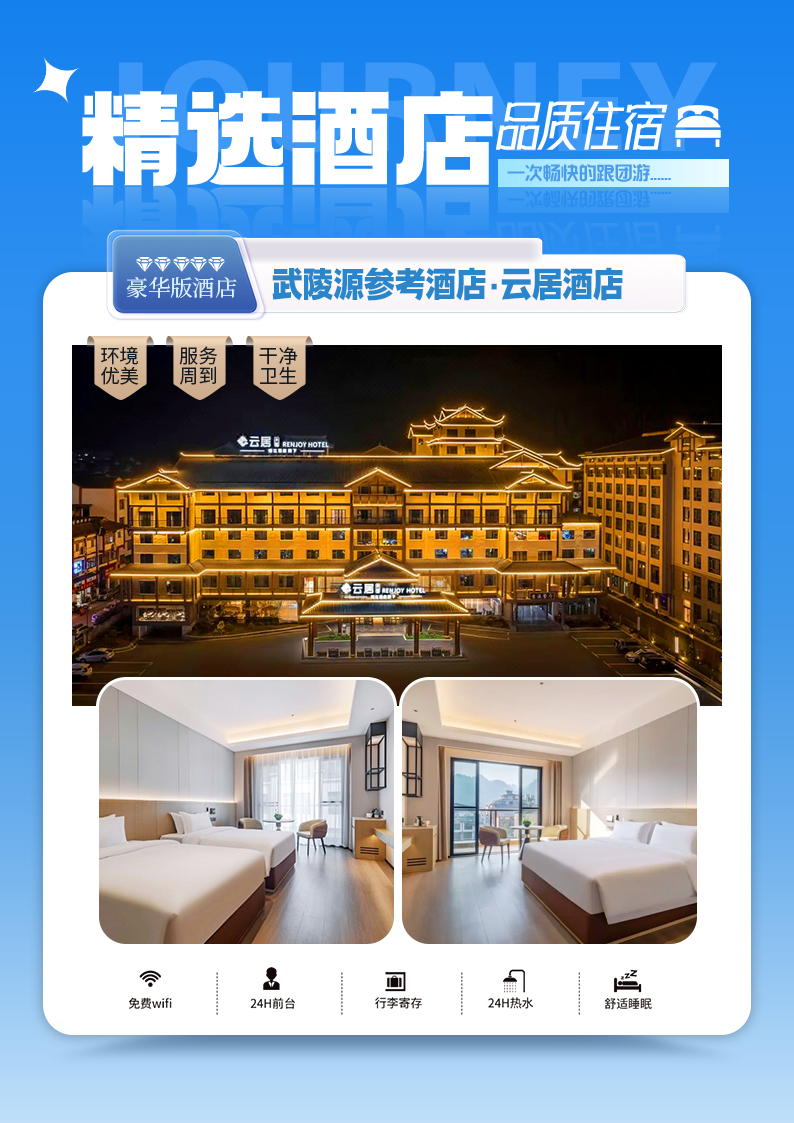 JOURNEY
精选酒店
品质住宿
一次畅快的跟团游......
豪华版酒店
武陵源参考酒店·云居酒店
环境
优美
服务
周到
干净
卫生
云居 RENJOY HOTEL
云居 RENJOY HOTEL
免费wifi
24H前台
行李寄存
24H热水
舒适睡眠